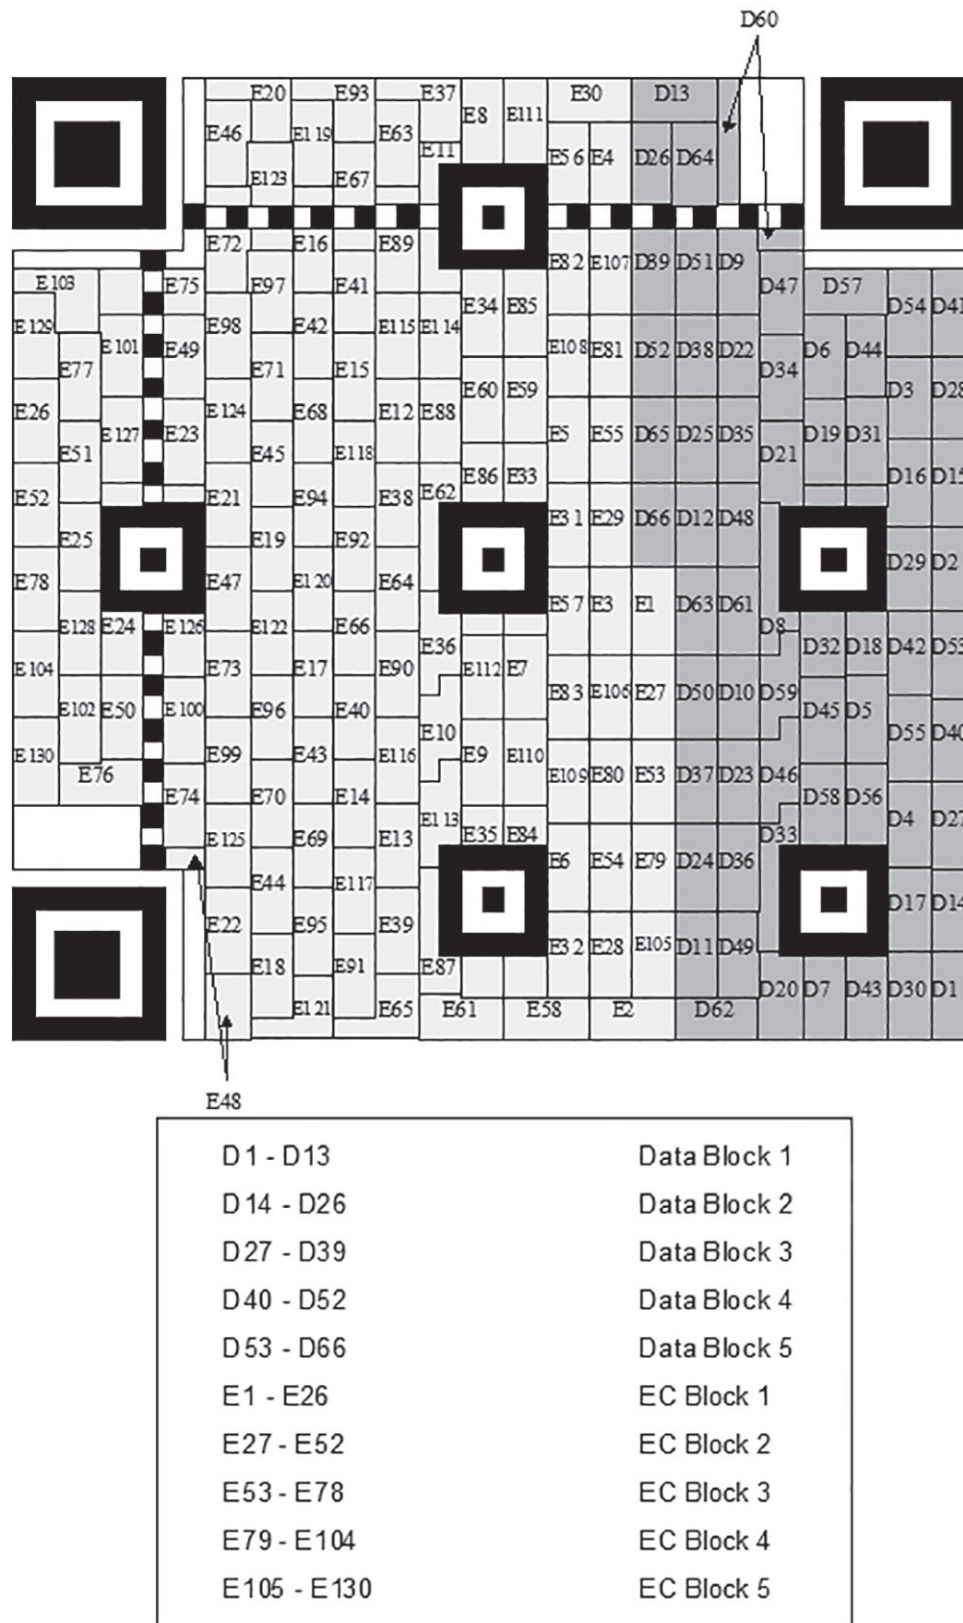 D60
E20 E93 E37 E30 D13
E8 E111
E46 E119 E63
E11 E56 E4 D26 D64
E123 E67
E72 E16 E89
E82 E107 D39 D51 D9
E103 E75 E97 E41 D47 D57
E34 E85 D54 D41
E129 E98 E42 E115 E114
E101 E49 E108 E81 D52 D38 D22 D6 D44
E77 E71 E15 D34
E60 E59 D3 D28
E26 E124 E68 E12 E88
E127 E23 E5 E55 D65 D25 D35 D19 D31
E51 E45 E118 D21
E86 E33 D16 D15
E52 E21 E94 E38 E62
E31 E29 D66 D12 D48
E25 E19 E92
D29 D2
E78 E47 E120 E64
E57 E3 E1 D63 D61
E128 E24 E126 E122 E66 D8
E36 D32 D18 D42 D53
E104 E73 E17 E90 E112 E7
E83 E106 E27 D50 D10 D59
E102 E50 E100 E96 E40 D45 D5
E10 D55 D40
E130 E99 E43 E116 E9 E110
E76 E109 E80 E53 D37 D23 D46
E74 E70 E14 D58 D56
E113 D4 D27
E125 E69 E13 E35 E84 D33
E6 E54 E79 D24 D36
E44 E117
D17 D14
E22 E95 E39
E32 E28 E105 D11 D49
E18 E91 E87
D20 D7 D43 D30 D1
E121 E65 E61 E58 E2 D62
E48
D1 - D13 Data Block 1
D14 - D26 Data Block 2
D27 - D39 Data Block 3
D40 - D52 Data Block 4
D53 - D66 Data Block 5
E1 - E26 EC Block 1
E27 - E52 EC Block 2
E53 - E78 EC Block 3
E79 - E104 EC Block 4
E105 - E130 EC Block 5